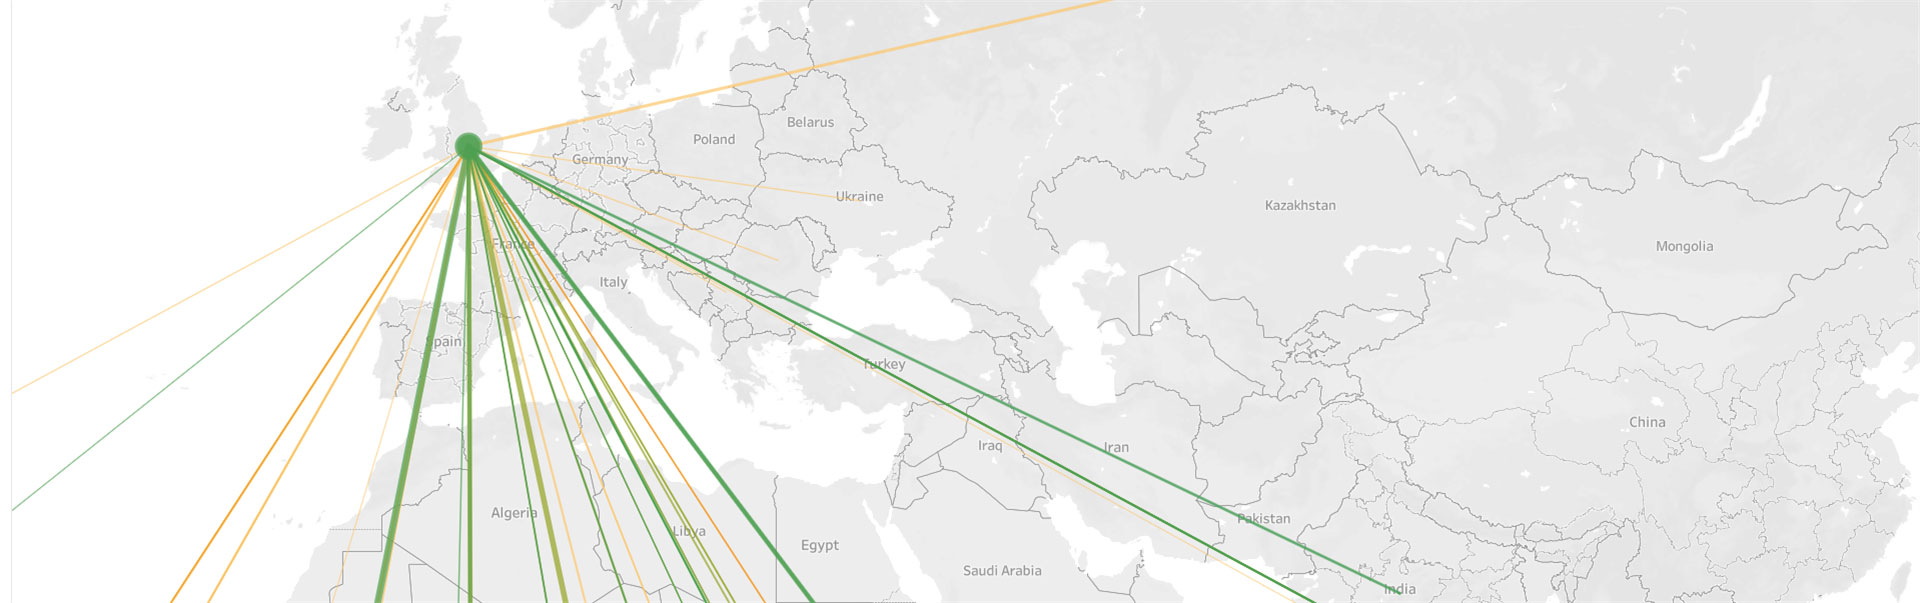 Belarus
Poland
Germany
Ukraine
Kazakhstan
France
Mongolia
Italy
Spain
Turkey
China
Iraq
Iran
Algeria
Pakistan
Libya
Egypt
Saudi Arabia
India